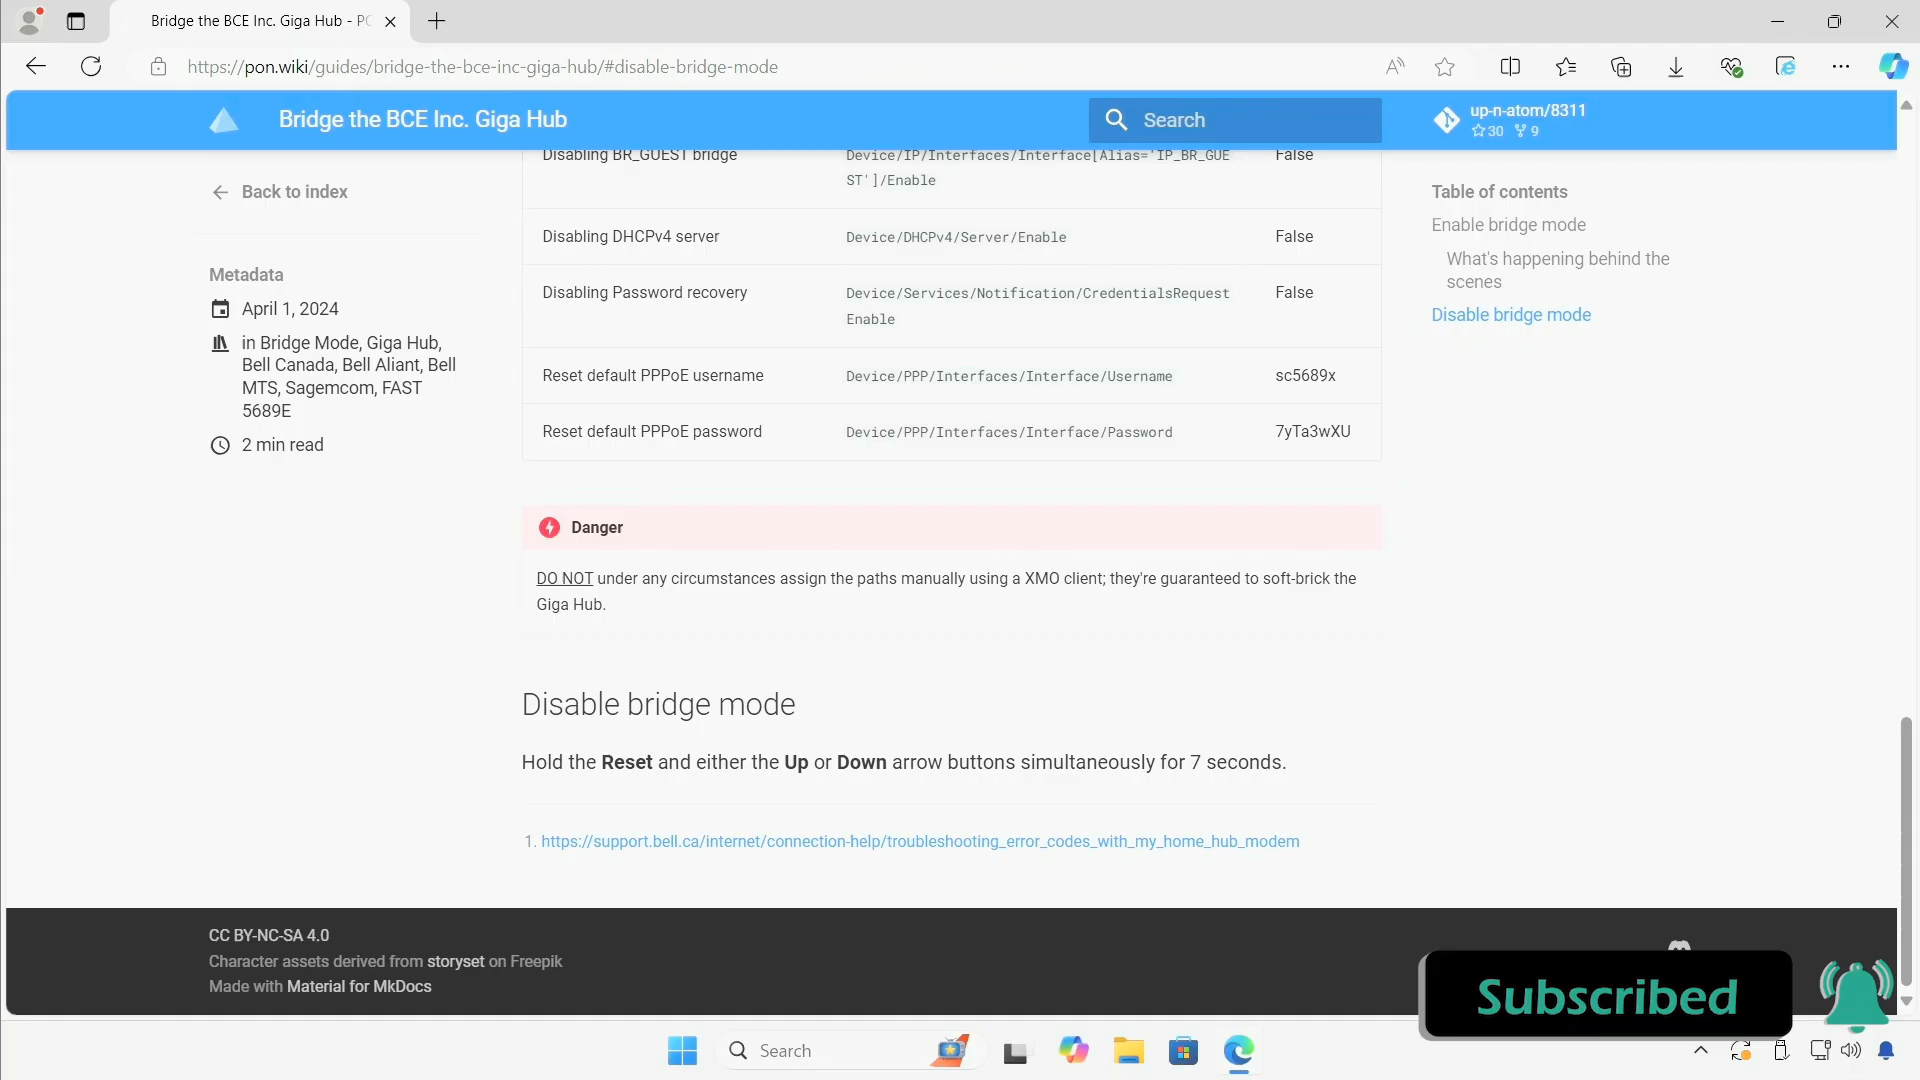 Bridge the BCE Inc. Giga Hub - PC
https://pon.wiki/guides/bridge-the-bce-inc-giga-hub/#disable-bridge-mode
Bridge the BCE Inc. Giga Hub
Search
up-n-atom/8311
30 9
Back to index
Metadata
April 1, 2024
in Bridge Mode, Giga Hub,
Bell Canada, Bell Aliant, Bell
MTS, Sagemcom, FAST
5689E
2 min read
Disabling BR_GUEST bridge Device/IP/Interfaces/Interface[Alias='IP_BR_GUE False
ST']/Enable
Disabling DHCPv4 server Device/DHCPv4/Server/Enable False
Disabling Password recovery Device/Services/Notification/CredentialsRequest False
Enable
Reset default PPPoE username Device/PPP/Interfaces/Interface/Username sc5689x
Reset default PPPoE password Device/PPP/Interfaces/Interface/Password 7yTa3wXU
Danger
DO NOT under any circumstances assign the paths manually using a XMO client; they're guaranteed to soft-brick the
Giga Hub.
Disable bridge mode
Hold the Reset and either the Up or Down arrow buttons simultaneously for 7 seconds.
1. https://support.bell.ca/internet/connection-help/troubleshooting_error_codes_with_my_home_hub_modem
Table of contents
Enable bridge mode
What's happening behind the
scenes
Disable bridge mode
CC BY-NC-SA 4.0
Character assets derived from storyset on Freepik
Made with Material for MkDocs
Subscribed
Search